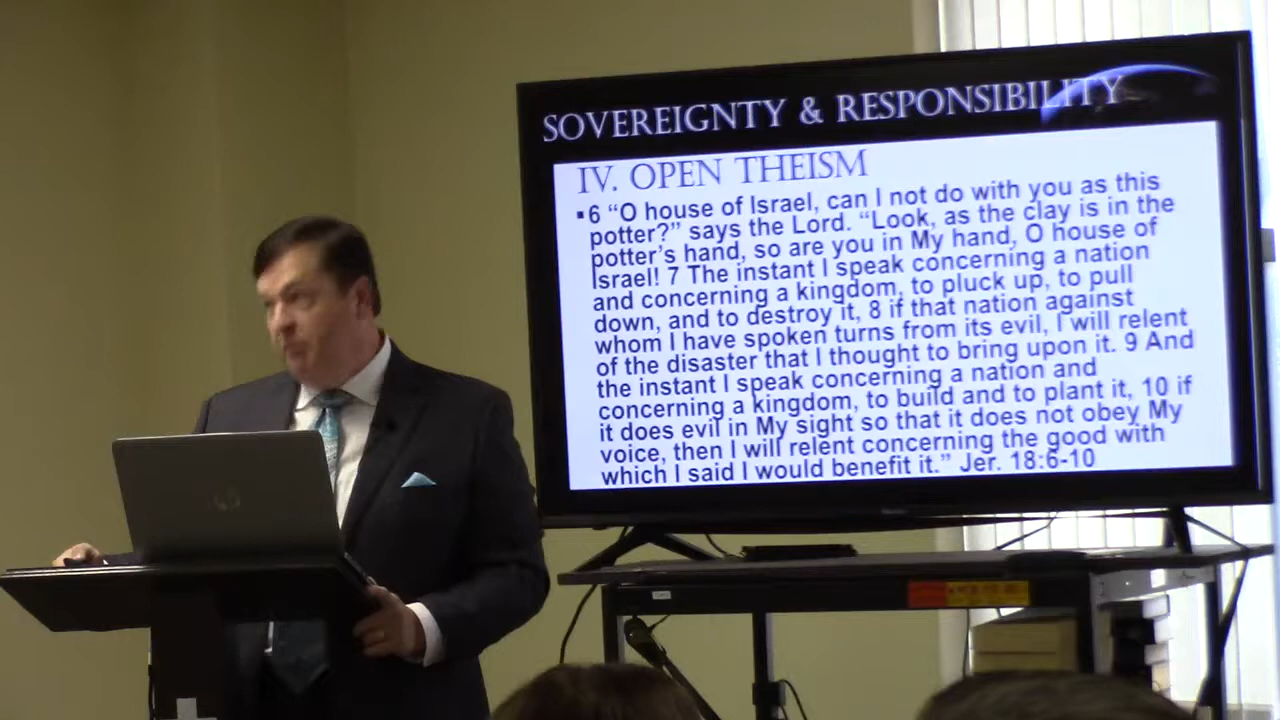 SOVEREIGNTY & RESPONSIBILITY
IV. OPEN THEISM
▪6 “O house of Israel, can I not do with you as this
potter?” says the Lord. “Look, as the clay is in the
potter’s hand, so are you in My hand, O house of
Israel! 7 The instant I speak concerning a nation
and concerning a kingdom, to pluck up, to pull
down, and to destroy it, 8 if that nation against
whom I have spoken turns from its evil, I will relent
of the disaster that I thought to bring upon it. 9 And
the instant I speak concerning a nation and
concerning a kingdom, to build and to plant it, 10 if
it does evil in My sight so that it does not obey My
voice, then I will relent concerning the good with
which I said I would benefit it.” Jer. 18:6-10